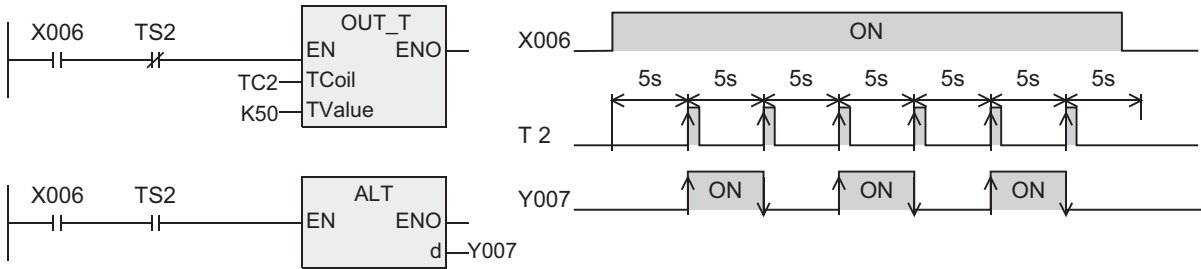 X006 TS2
OUT_T
EN ENO
TC2 TCoil
K50 TValue
X006 TS2
ALT
EN ENO
d Y007
X006 ON
5s 5s 5s 5s 5s 5s 5s
T 2
Y007 ON ON ON